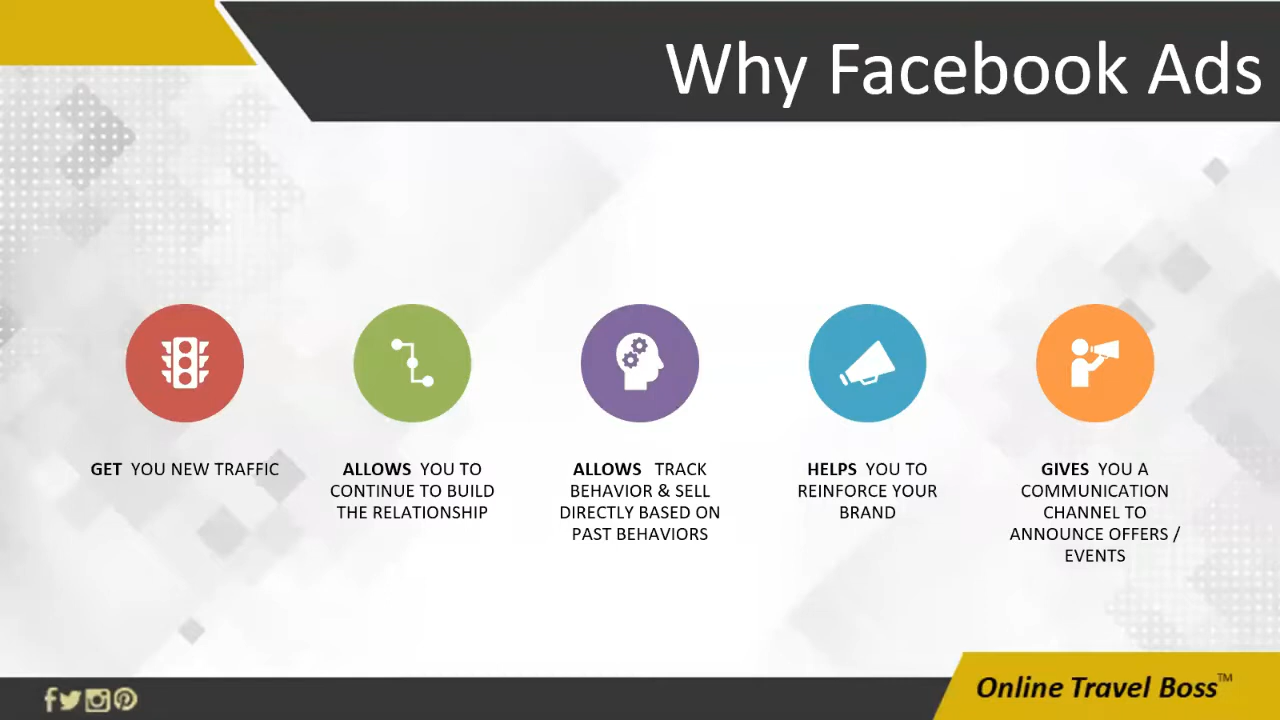 Why Facebook Ads
GET YOU NEW TRAFFIC
ALLOWS YOU TO
CONTINUE TO BUILD
THE RELATIONSHIP
ALLOWS TRACK
BEHAVIOR & SELL
DIRECTLY BASED ON
PAST BEHAVIORS
HELPS YOU TO
REINFORCE YOUR
BRAND
GIVES YOU A
COMMUNICATION
CHANNEL TO
ANNOUNCE OFFERS /
EVENTS
Online Travel Boss™